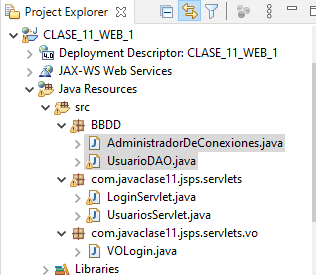 Project Explorer
CLASE_11_WEB_1
Deployment Descriptor: CLASE_11_WEB_1
JAX-WS Web Services
Java Resources
src
BBDD
AdministradorDeConexiones.java
UsuarioDAO.java
com.javaclase11.jsps.servlets
LoginServlet.java
UsuariosServlet.java
com.javaclase11.jsps.servlets.vo
VOLogin.java
Libraries